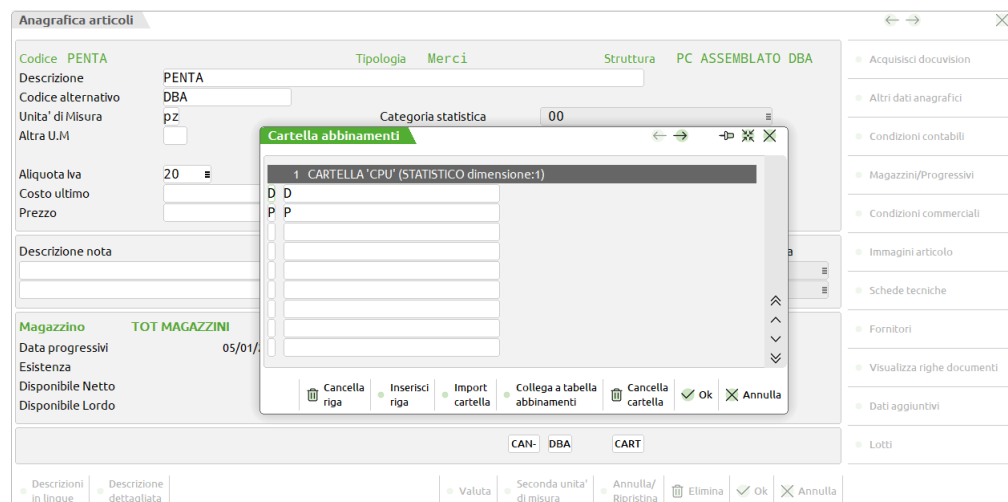 Anagrafica articoli
Codice PENTA Tipologia Merci Struttura PC ASSEMBLATO DBA
Descrizione PENTA
Codice alternativo DBA
Unita' di Misura pz Categoria statistica 00
Altra U.M
Aliquota Iva 20
Costo ultimo
Prezzo
Descrizione nota
Magazzino TOT MAGAZZINI
Data progressivi 05/01/
Esistenza
Disponibile Netto
Disponibile Lordo
Cartella abbinamenti
1 CARTELLA 'CPU' (STATISTICO dimensione:1)
D D
P P
Cancella riga
Inserisci riga
Import cartella
Collega a tabella abbinamenti
Cancella cartella
Ok
Annulla
CAN- DBA CART
Descrizioni in lingue
Descrizione dettagliata
Valuta
Seconda unita' di misura
Annulla/ Ripristina
Elimina
Ok
Annulla
Acquisisci docuvision
Altri dati anagrafici
Condizioni contabili
Magazzini/Progressivi
Condizioni commerciali
Immagini articolo
Schede tecniche
Fornitori
Visualizza righe documenti
Dati aggiuntivi
Lotti